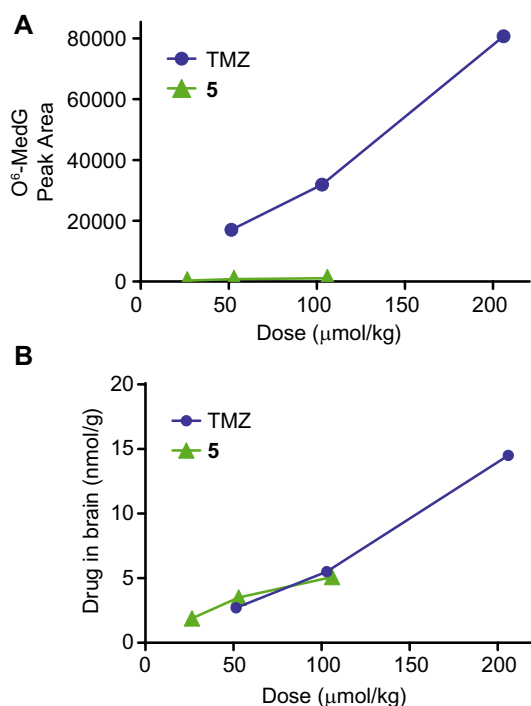 A
O⁶-MedG
Peak Area
80000
60000
40000
20000
0
TMZ
5
0 50 100 150 200
Dose (μmol/kg)
B
Drug in brain (nmol/g)
20
15
10
5
0
TMZ
5
0 50 100 150 200
Dose (μmol/kg)